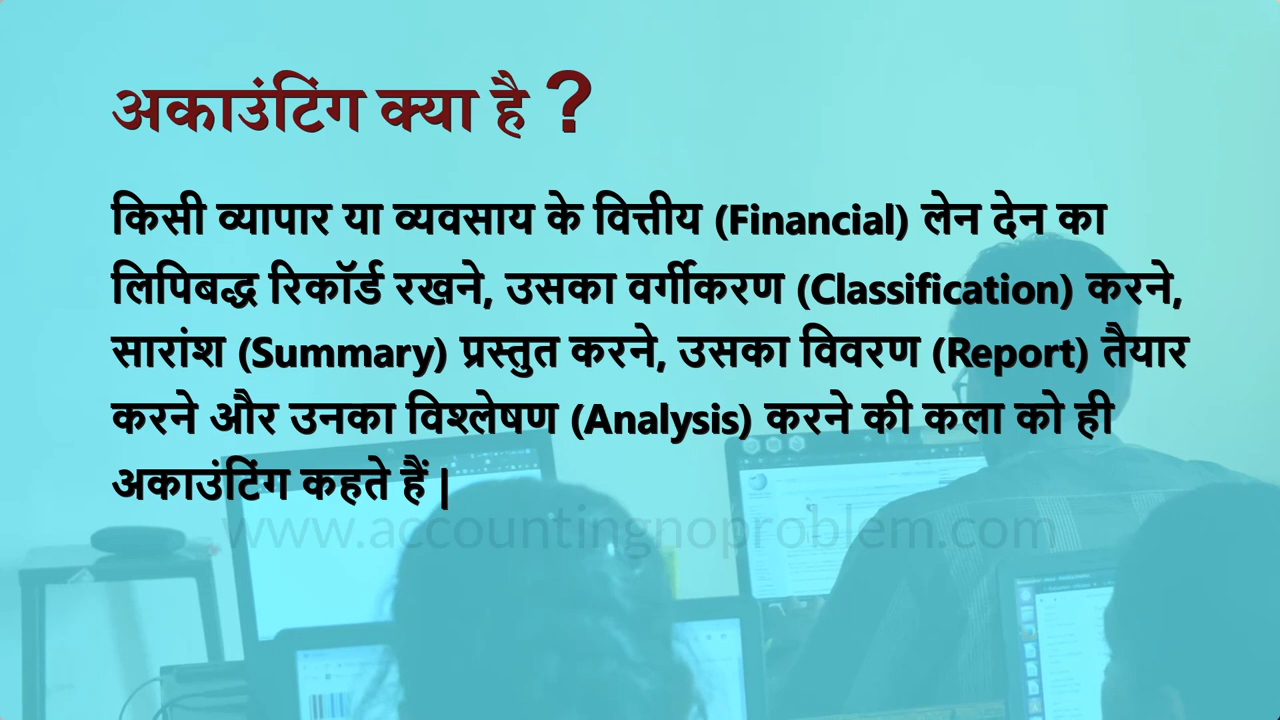 अकाउंटिंग क्या है ?
किसी व्यापार या व्यवसाय के वित्तीय (Financial) लेन देन का
लिपिबद्ध रिकॉर्ड रखने, उसका वर्गीकरण (Classification) करने,
सारांश (Summary) प्रस्तुत करने, उसका विवरण (Report) तैयार
करने और उनका विश्लेषण (Analysis) करने की कला को ही
अकाउंटिंग कहते हैं |
www.accountingnoproblem.com